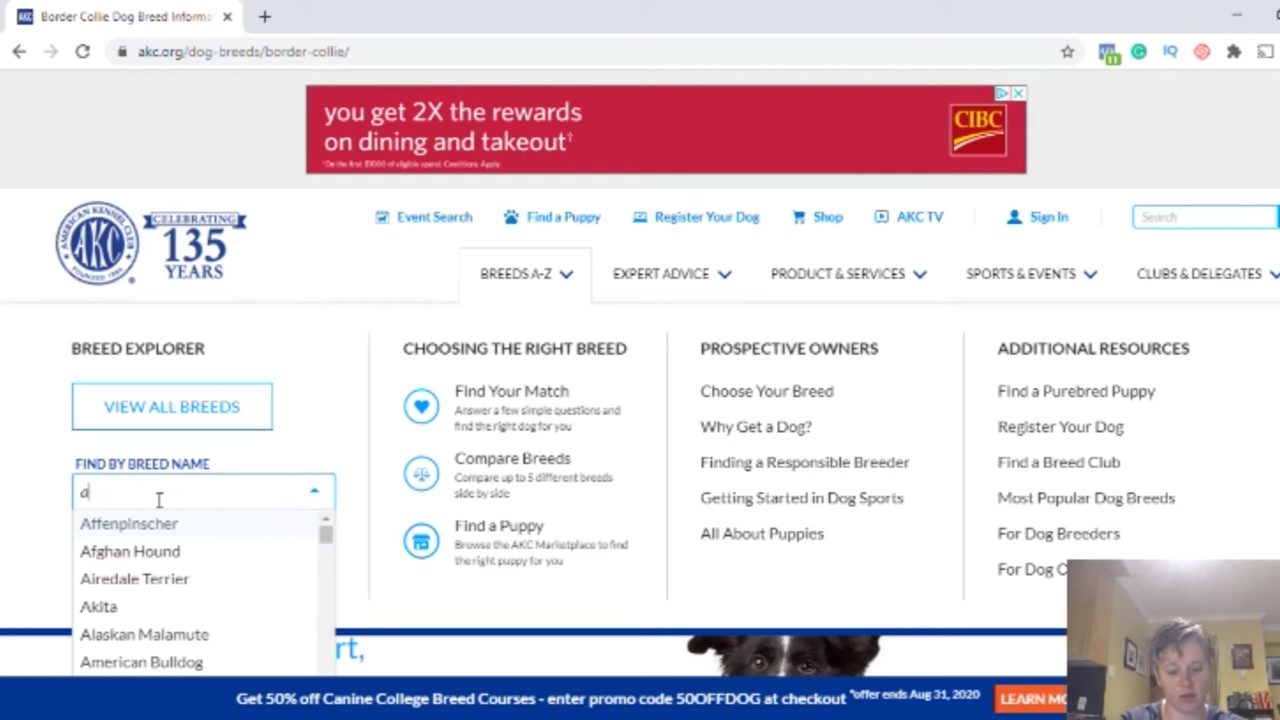 AKC Border Collie Dog Breed Informa
akc.org/dog-breeds/border-collie/
11
IQ
you get 2X the rewards
on dining and takeout†
CIBC
AMERICAN KENNEL CLUB
AKC
FOUNDED 1884
CELEBRATING
135
YEARS
Event Search
Find a Puppy
Register Your Dog
Shop
AKC TV
Sign In
Search
BREEDS A-Z
EXPERT ADVICE
PRODUCT & SERVICES
SPORTS & EVENTS
CLUBS & DELEGATES
BREED EXPLORER
VIEW ALL BREEDS
FIND BY BREED NAME
a
Affenpinscher
Afghan Hound
Airedale Terrier
Akita
Alaskan Malamute
American Bulldog
CHOOSING THE RIGHT BREED
Find Your Match
Answer a few simple questions and
find the right dog for you
Compare Breeds
Compare up to 5 different breeds
side by side
Find a Puppy
Browse the AKC Marketplace to find
the right puppy for you
PROSPECTIVE OWNERS
Choose Your Breed
Why Get a Dog?
Finding a Responsible Breeder
Getting Started in Dog Sports
All About Puppies
ADDITIONAL RESOURCES
Find a Purebred Puppy
Register Your Dog
Find a Breed Club
Most Popular Dog Breeds
For Dog Breeders
For Dog C
rt,
Get 50% off Canine College Breed Courses - enter promo code 50OFFDOG at checkout *offer ends Aug 31, 2020
LEARN MO